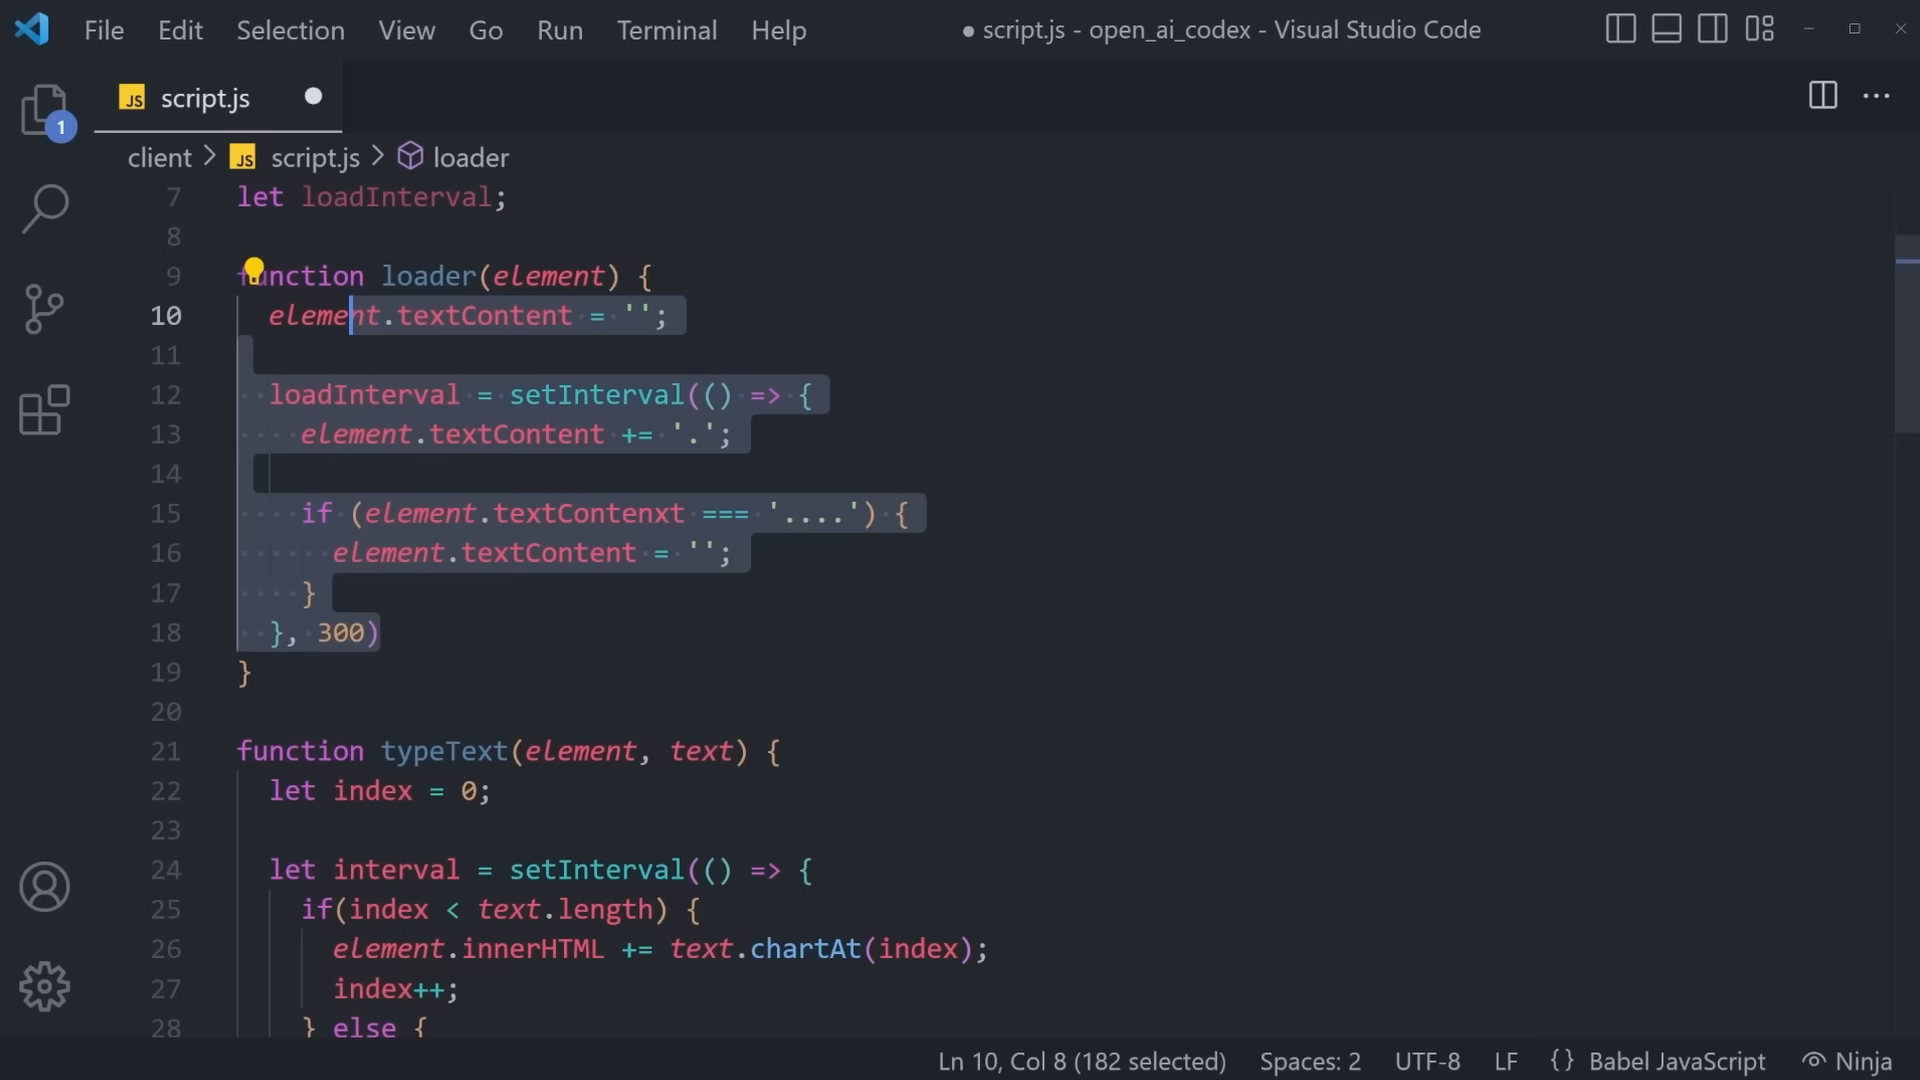 File Edit Selection View Go Run Terminal Help ● script.js - open_ai_codex - Visual Studio Code
JS script.js
1
client > JS script.js > loader
7 let loadInterval;
8
9 function loader(element) {
10 element.textContent = '';
11
12 loadInterval = setInterval(() => {
13 element.textContent += '.';
14
15 if (element.textContenxt === '....') {
16 element.textContent = '';
17 }
18 }, 300)
19 }
20
21 function typeText(element, text) {
22 let index = 0;
23
24 let interval = setInterval(() => {
25 if(index < text.length) {
26 element.innerHTML += text.chartAt(index);
27 index++;
28 } else {
Ln 10, Col 8 (182 selected) Spaces: 2 UTF-8 LF {} Babel JavaScript Ninja